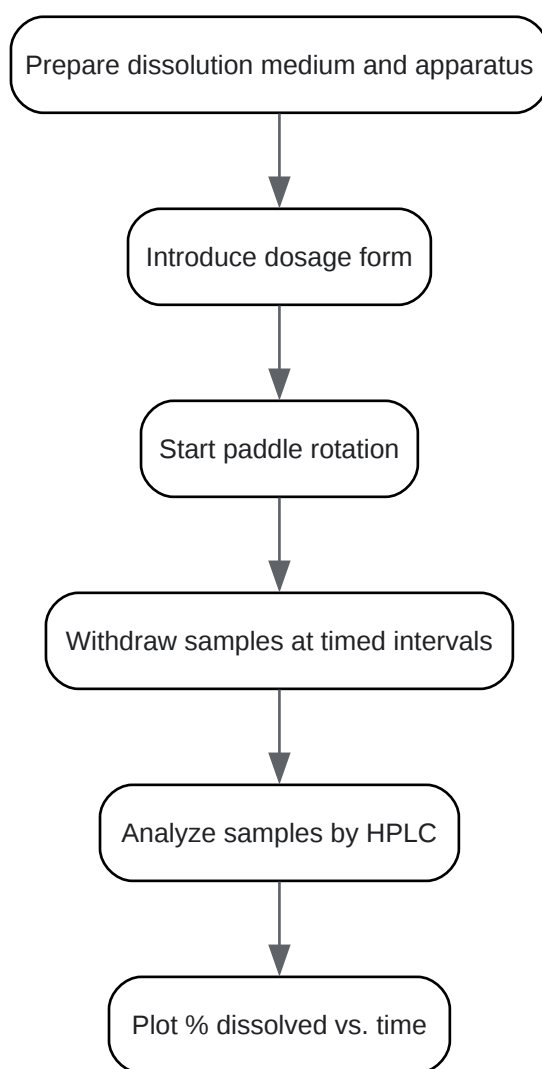 Prepare dissolution medium and apparatus
Introduce dosage form
Start paddle rotation
Withdraw samples at timed intervals
Analyze samples by HPLC
Plot % dissolved vs. time